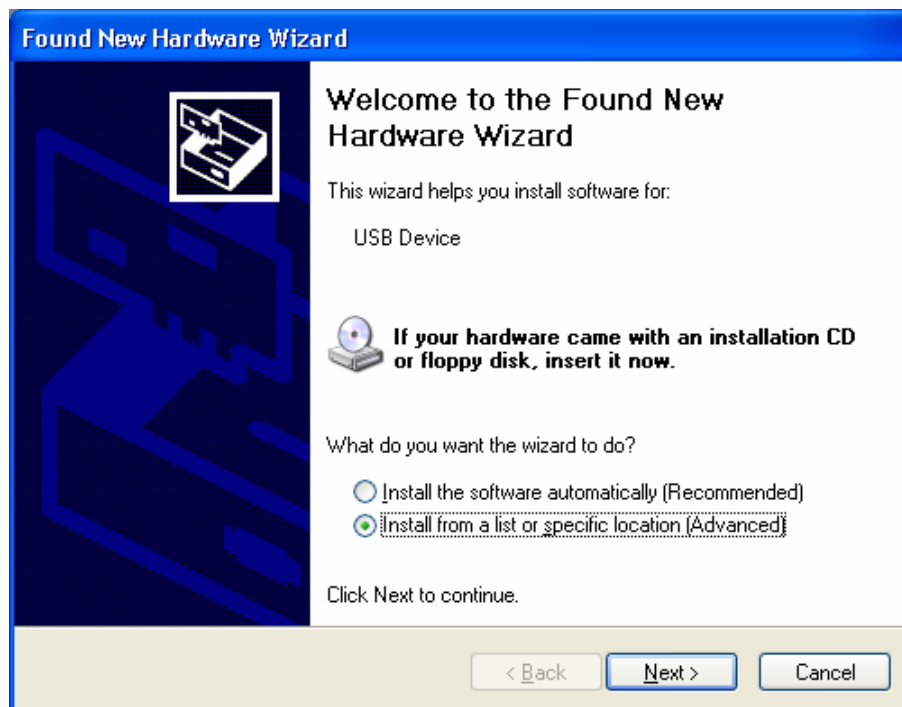 Found New Hardware Wizard
Welcome to the Found New
Hardware Wizard
This wizard helps you install software for:
USB Device
If your hardware came with an installation CD
or floppy disk, insert it now.
What do you want the wizard to do?
Install the software automatically (Recommended)
Install from a list or specific location (Advanced)
Click Next to continue.
< Back Next > Cancel